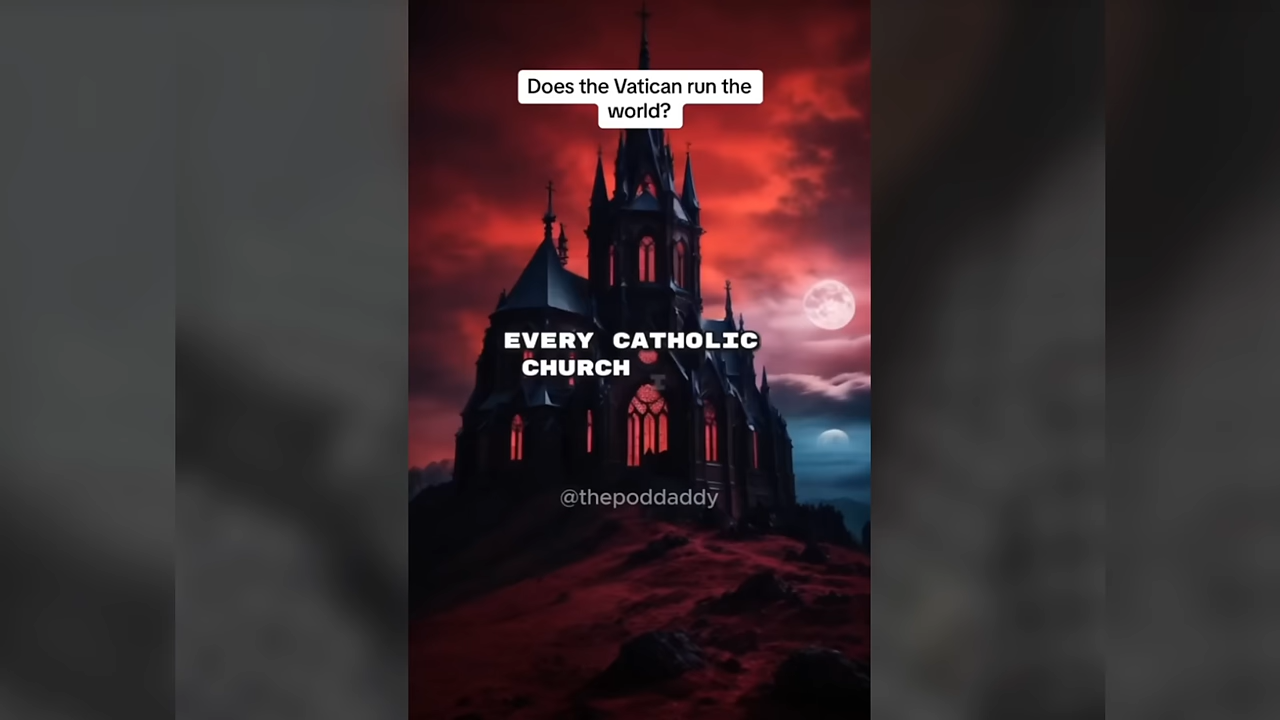 Does the Vatican run the
world?
EVERY CATHOLIC
CHURCH I
@thepoddaddy